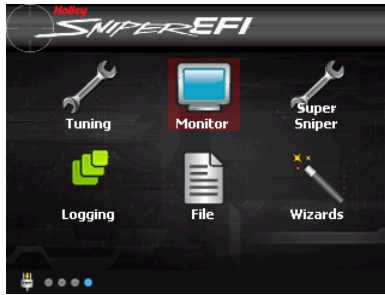 Holley
SNIPER EFI
Tuning
Monitor
Super
Sniper
Logging
File
Wizards